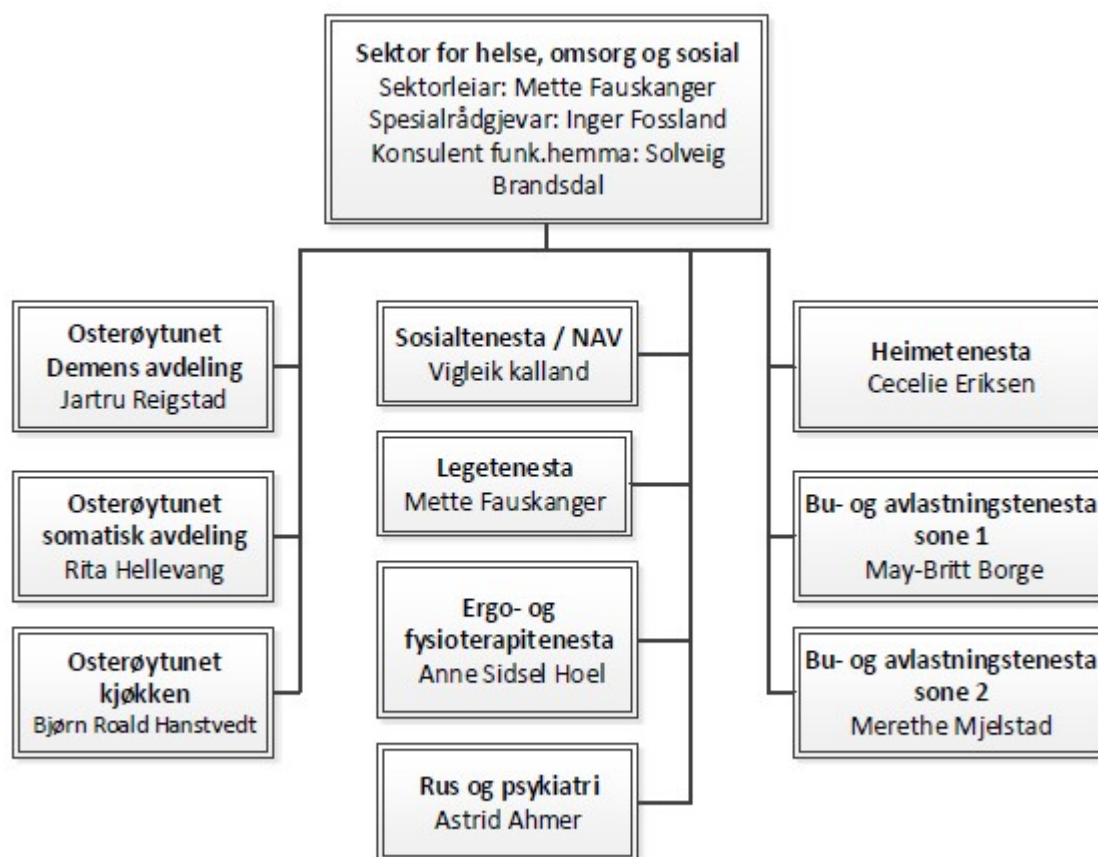 Sektor for helse, omsorg og sosial
Sektorleiar: Mette Fauskanger
Spesialrådgjevar: Inger Fossland
Konsulent funk.hemma: Solveig
Brandsdal
Osterøytunet
Demens avdeling
Jartru Reigstad
Osterøytunet
somatisk avdeling
Rita Hellevang
Osterøytunet
kjøkken
Bjørn Roald Hanstvedt
Sosialtenesta / NAV
Vigleik kalland
Legetenesta
Mette Fauskanger
Ergo- og
fysioterapitenesta
Anne Sidsel Hoel
Rus og psykiatri
Astrid Ahmer
Heimetenesta
Cecelie Eriksen
Bu- og avlastningstenesta
sone 1
May-Britt Borge
Bu- og avlastningstenesta
sone 2
Merethe Mjelstad